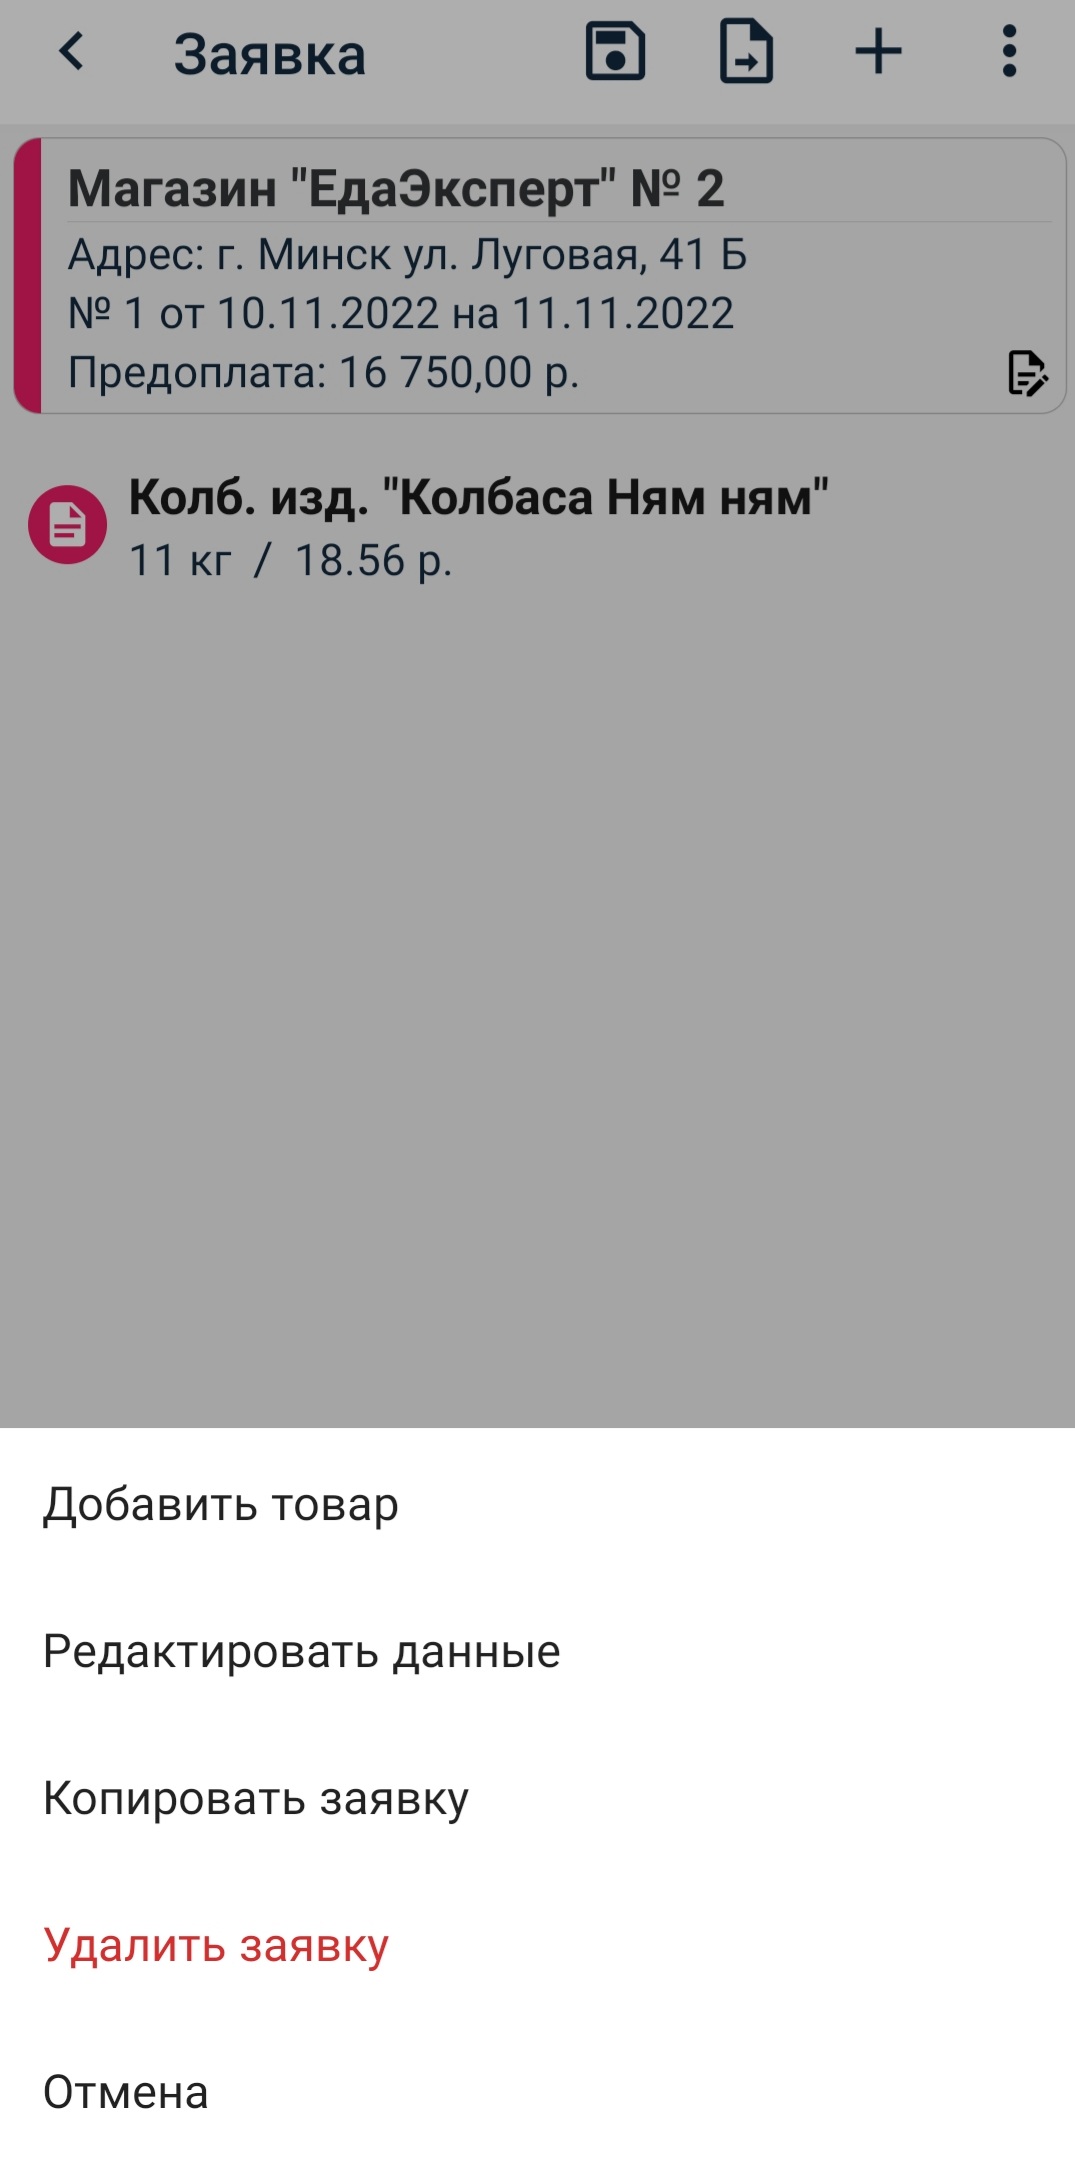 Заявка
Магазин "ЕдаЭксперт" № 2
Адрес: г. Минск ул. Луговая, 41 Б
№ 1 от 10.11.2022 на 11.11.2022
Предоплата: 16 750,00 р.
Колб. изд. "Колбаса Ням ням"
11 кг / 18.56 р.
Добавить товар
Редактировать данные
Копировать заявку
Удалить заявку
Отмена